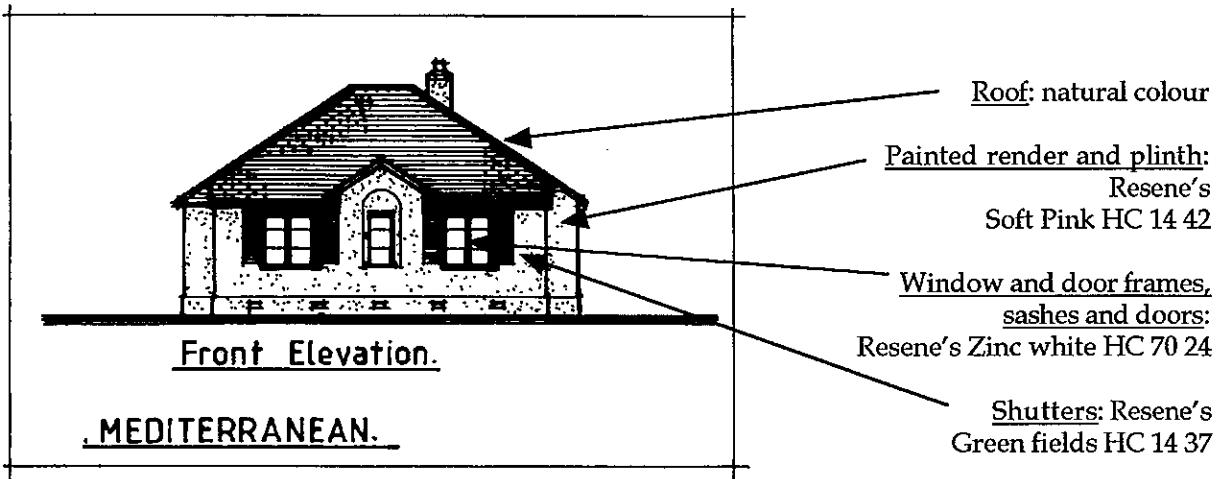 Roof: natural colour
Painted render and plinth:
Resene's
Soft Pink HC 14 42
Window and door frames,
sashes and doors:
Resene's Zinc white HC 70 24
Shutters: Resene's
Green fields HC 14 37
Front Elevation.
. MEDITERRANEAN.